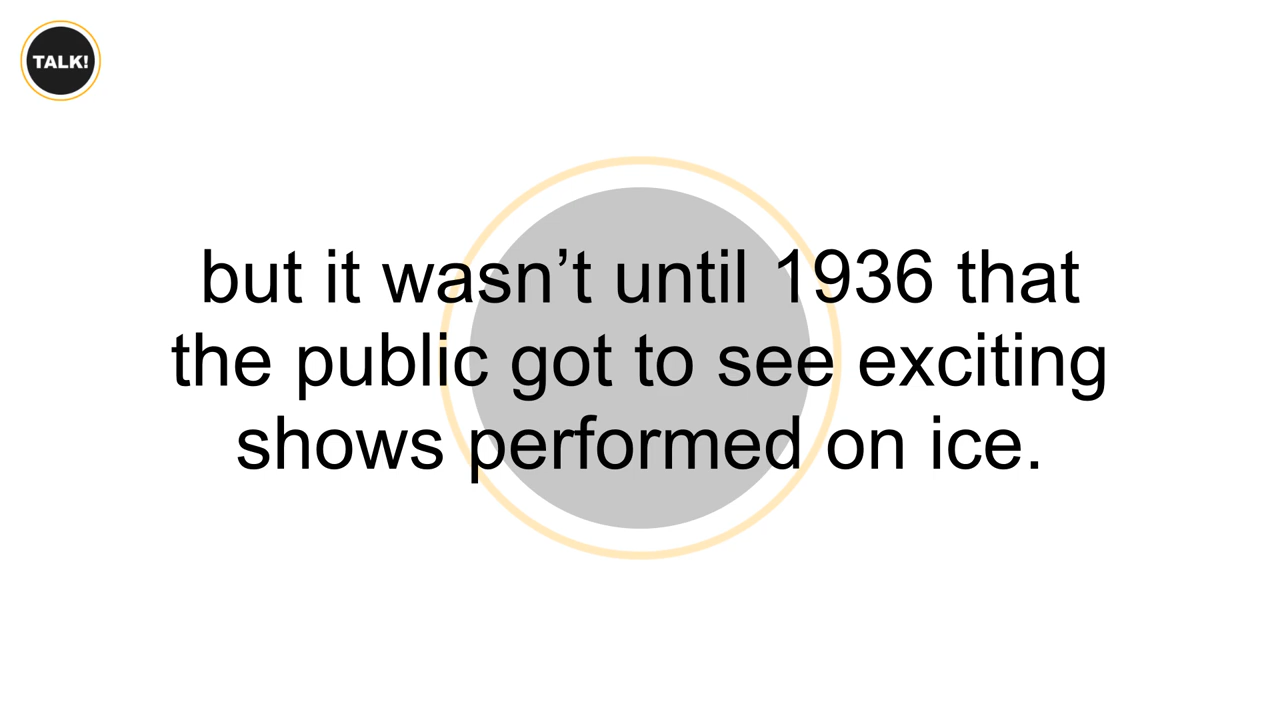 TALK!
but it wasn’t until 1936 that
the public got to see exciting
shows performed on ice.